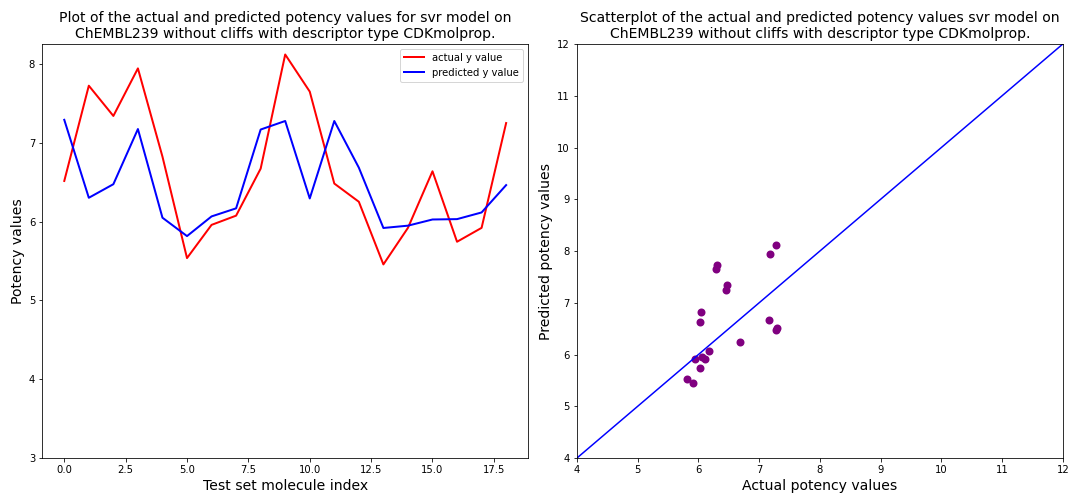 Plot of the actual and predicted potency values for svr model on
ChEMBL239 without cliffs with descriptor type CDKmolprop.
actual y value
predicted y value
8
7
6
5
4
3
Potency values
0.0 2.5 5.0 7.5 10.0 12.5 15.0 17.5
Test set molecule index
Scatterplot of the actual and predicted potency values svr model on
ChEMBL239 without cliffs with descriptor type CDKmolprop.
12
11
10
9
8
7
6
5
4
Predicted potency values
4 5 6 7 8 9 10 11 12
Actual potency values